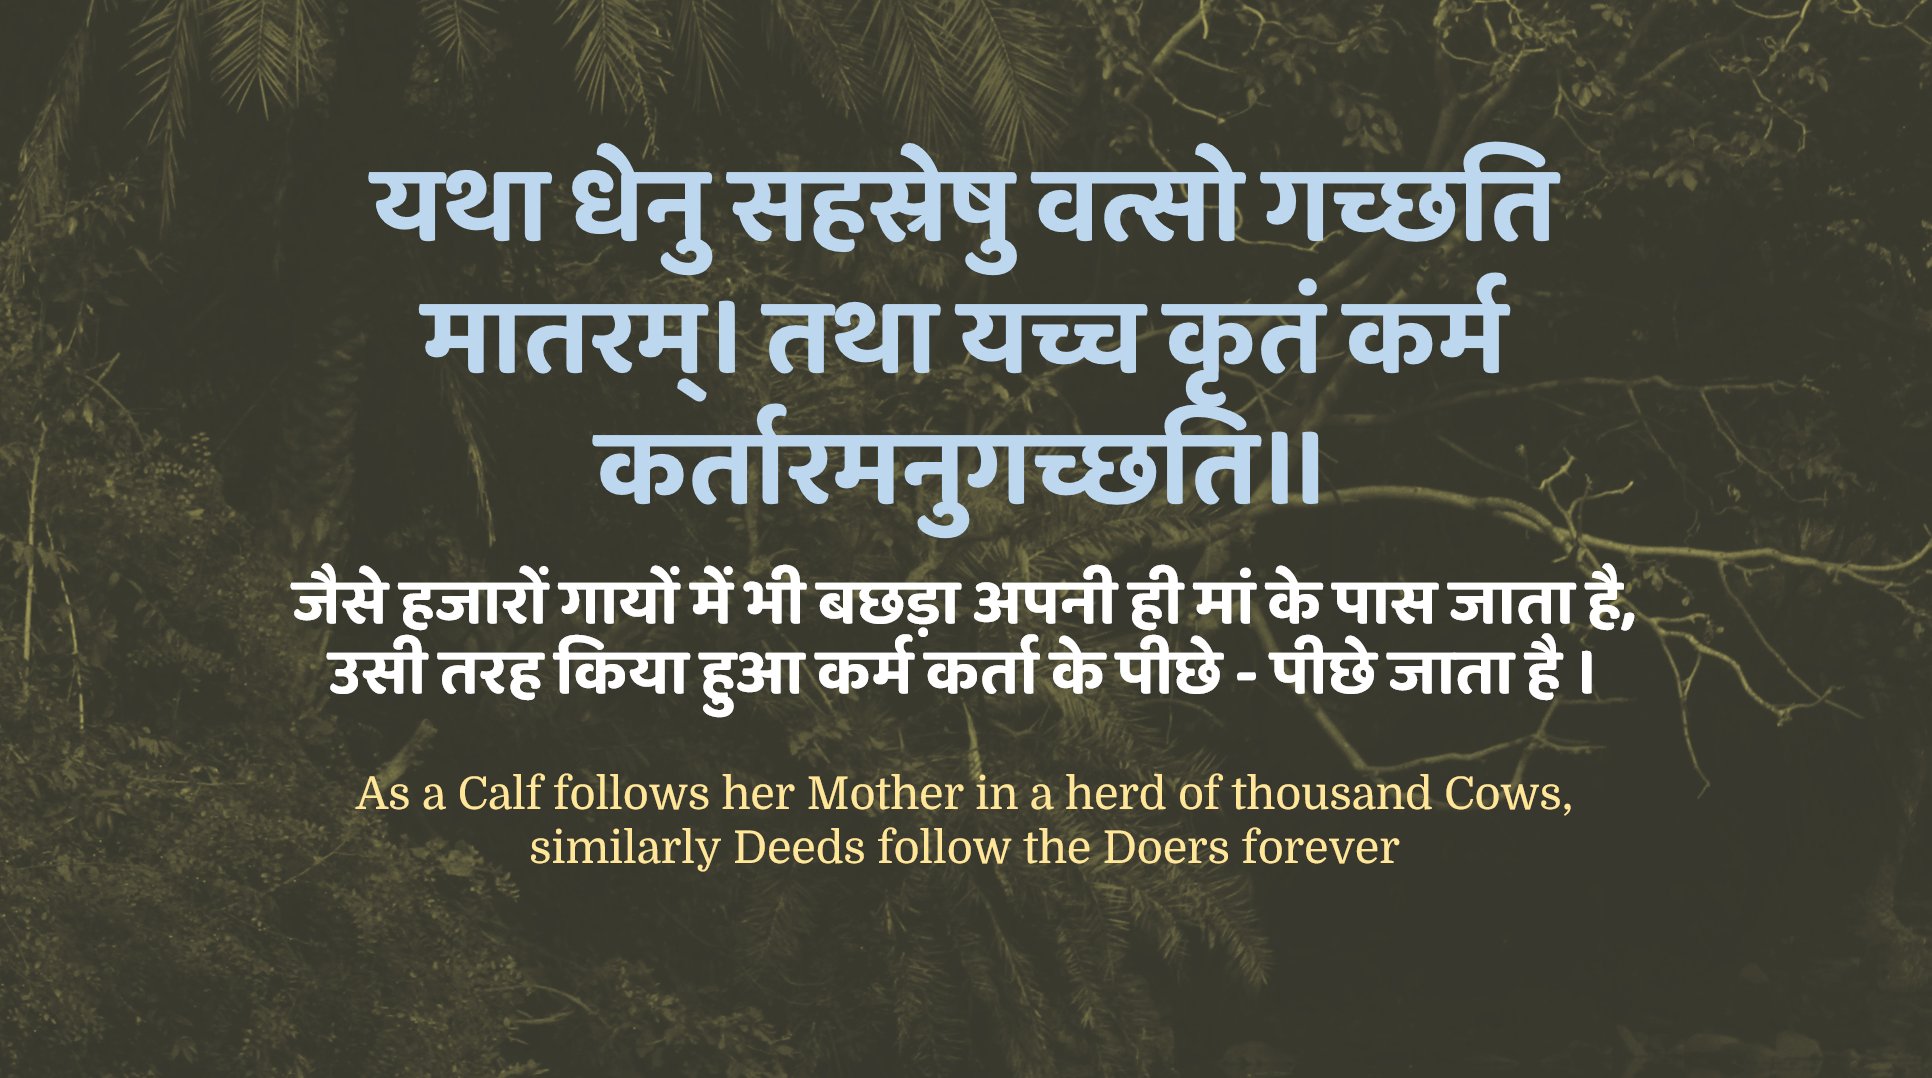 यथा धेनु सहस्रेषु वत्सो गच्छति
मातरम्। तथा यच्च कृतं कर्म
कर्तारमनुगच्छति॥
जैसे हजारों गायों में भी बछड़ा अपनी ही मां के पास जाता है,
उसी तरह किया हुआ कर्म कर्ता के पीछे - पीछे जाता है ।
As a Calf follows her Mother in a herd of thousand Cows,
similarly Deeds follow the Doers forever